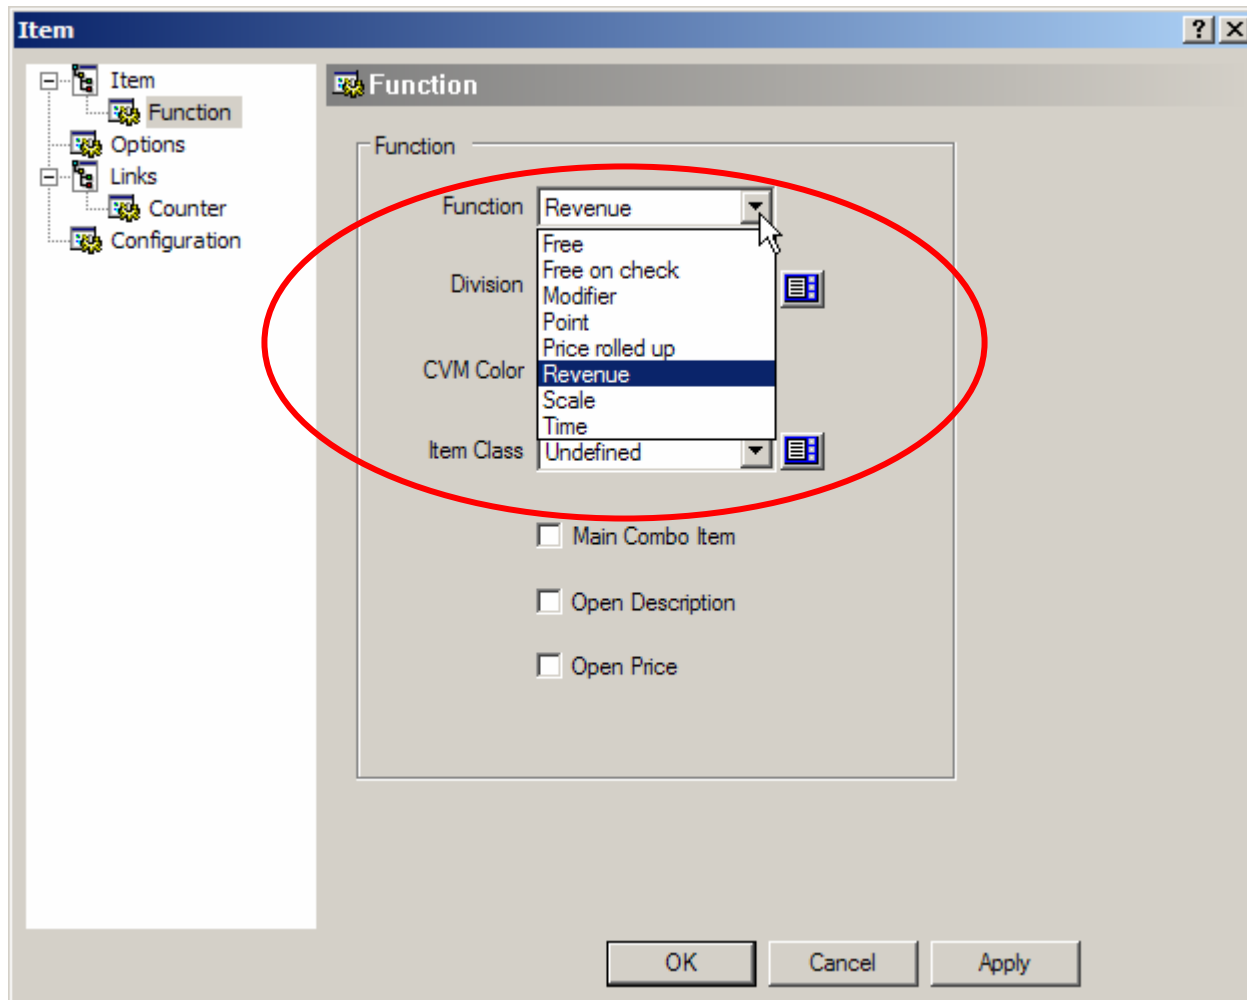 Item
Item
Function
Options
Links
Counter
Configuration
Function
Function
Function Revenue
Free
Free on check
Division
Modifier
Point
Price rolled up
CVM Color
Revenue
Scale
Time
Item Class Undefined
Main Combo Item
Open Description
Open Price
OK Cancel Apply